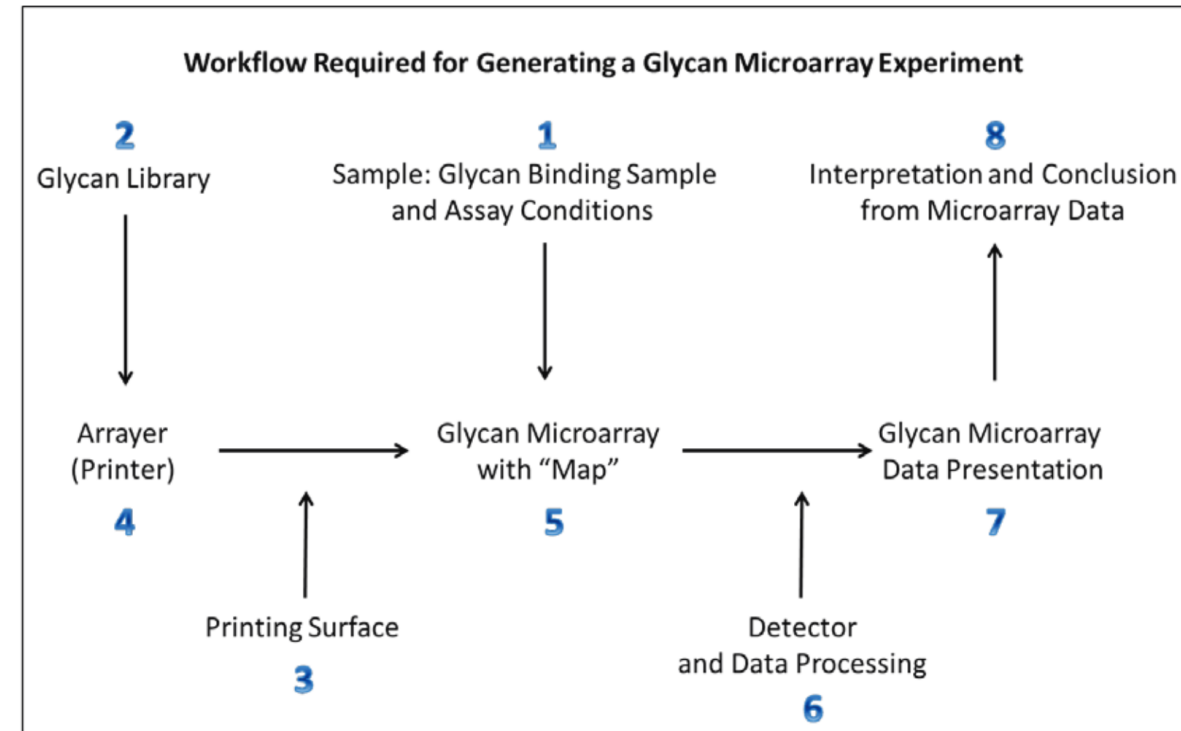 Workflow Required for Generating a Glycan Microarray Experiment
2
Glycan Library
1
Sample: Glycan Binding Sample
and Assay Conditions
8
Interpretation and Conclusion
from Microarray Data
Arrayer
(Printer)
4
Glycan Microarray
with “Map”
5
Glycan Microarray
Data Presentation
7
Printing Surface
3
Detector
and Data Processing
6